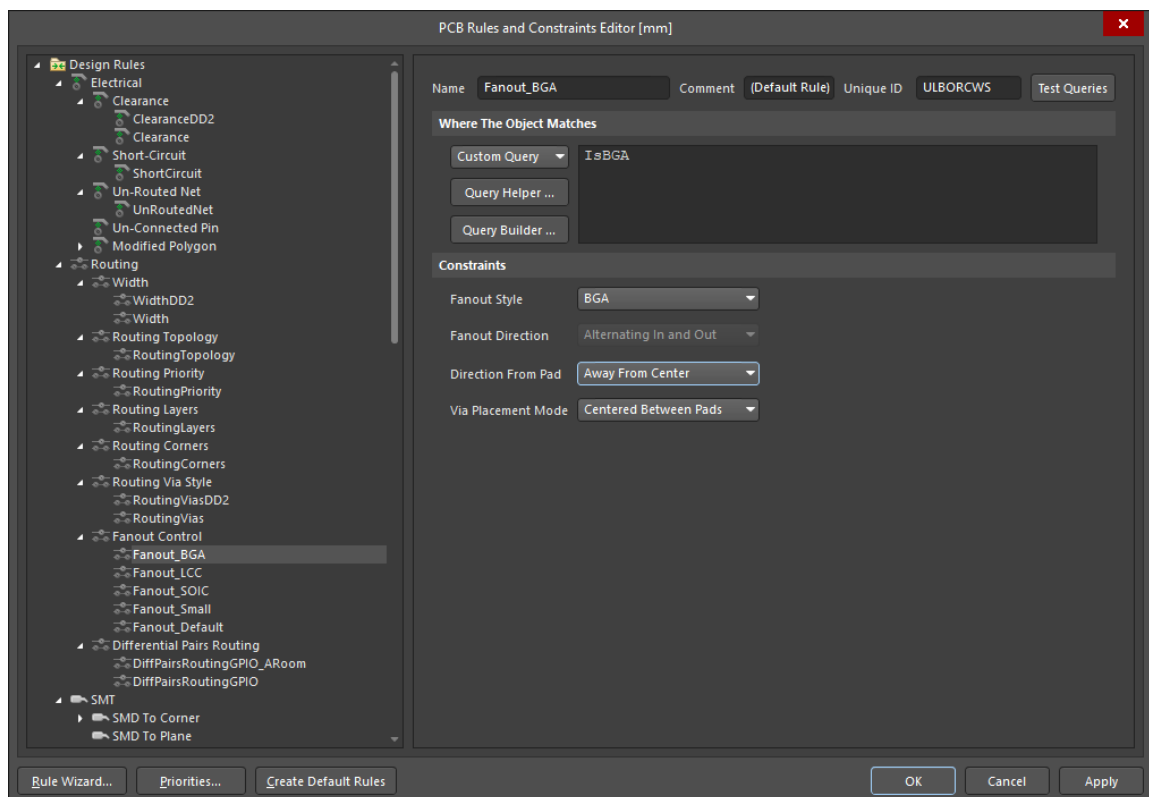 PCB Rules and Constraints Editor [mm]
Design Rules
Electrical
Clearance
ClearanceDD2
Clearance
Short-Circuit
ShortCircuit
Un-Routed Net
UnRoutedNet
Un-Connected Pin
Modified Polygon
Routing
Width
WidthDD2
Width
Routing Topology
RoutingTopology
Routing Priority
RoutingPriority
Routing Layers
RoutingLayers
Routing Corners
RoutingCorners
Routing Via Style
RoutingViasDD2
RoutingVias
Fanout Control
Fanout_BGA
Fanout_LCC
Fanout_SOIC
Fanout_Small
Fanout_Default
Differential Pairs Routing
DiffPairsRoutingGPIO_ARoom
DiffPairsRoutingGPIO
SMT
SMD To Corner
SMD To Plane
Name Fanout_BGA Comment (Default Rule) Unique ID ULBORCWS Test Queries
Where The Object Matches
Custom Query IsBGA
Query Helper ...
Query Builder ...
Constraints
Fanout Style BGA
Fanout Direction Alternating In and Out
Direction From Pad Away From Center
Via Placement Mode Centered Between Pads
Rule Wizard... Priorities... Create Default Rules OK Cancel Apply